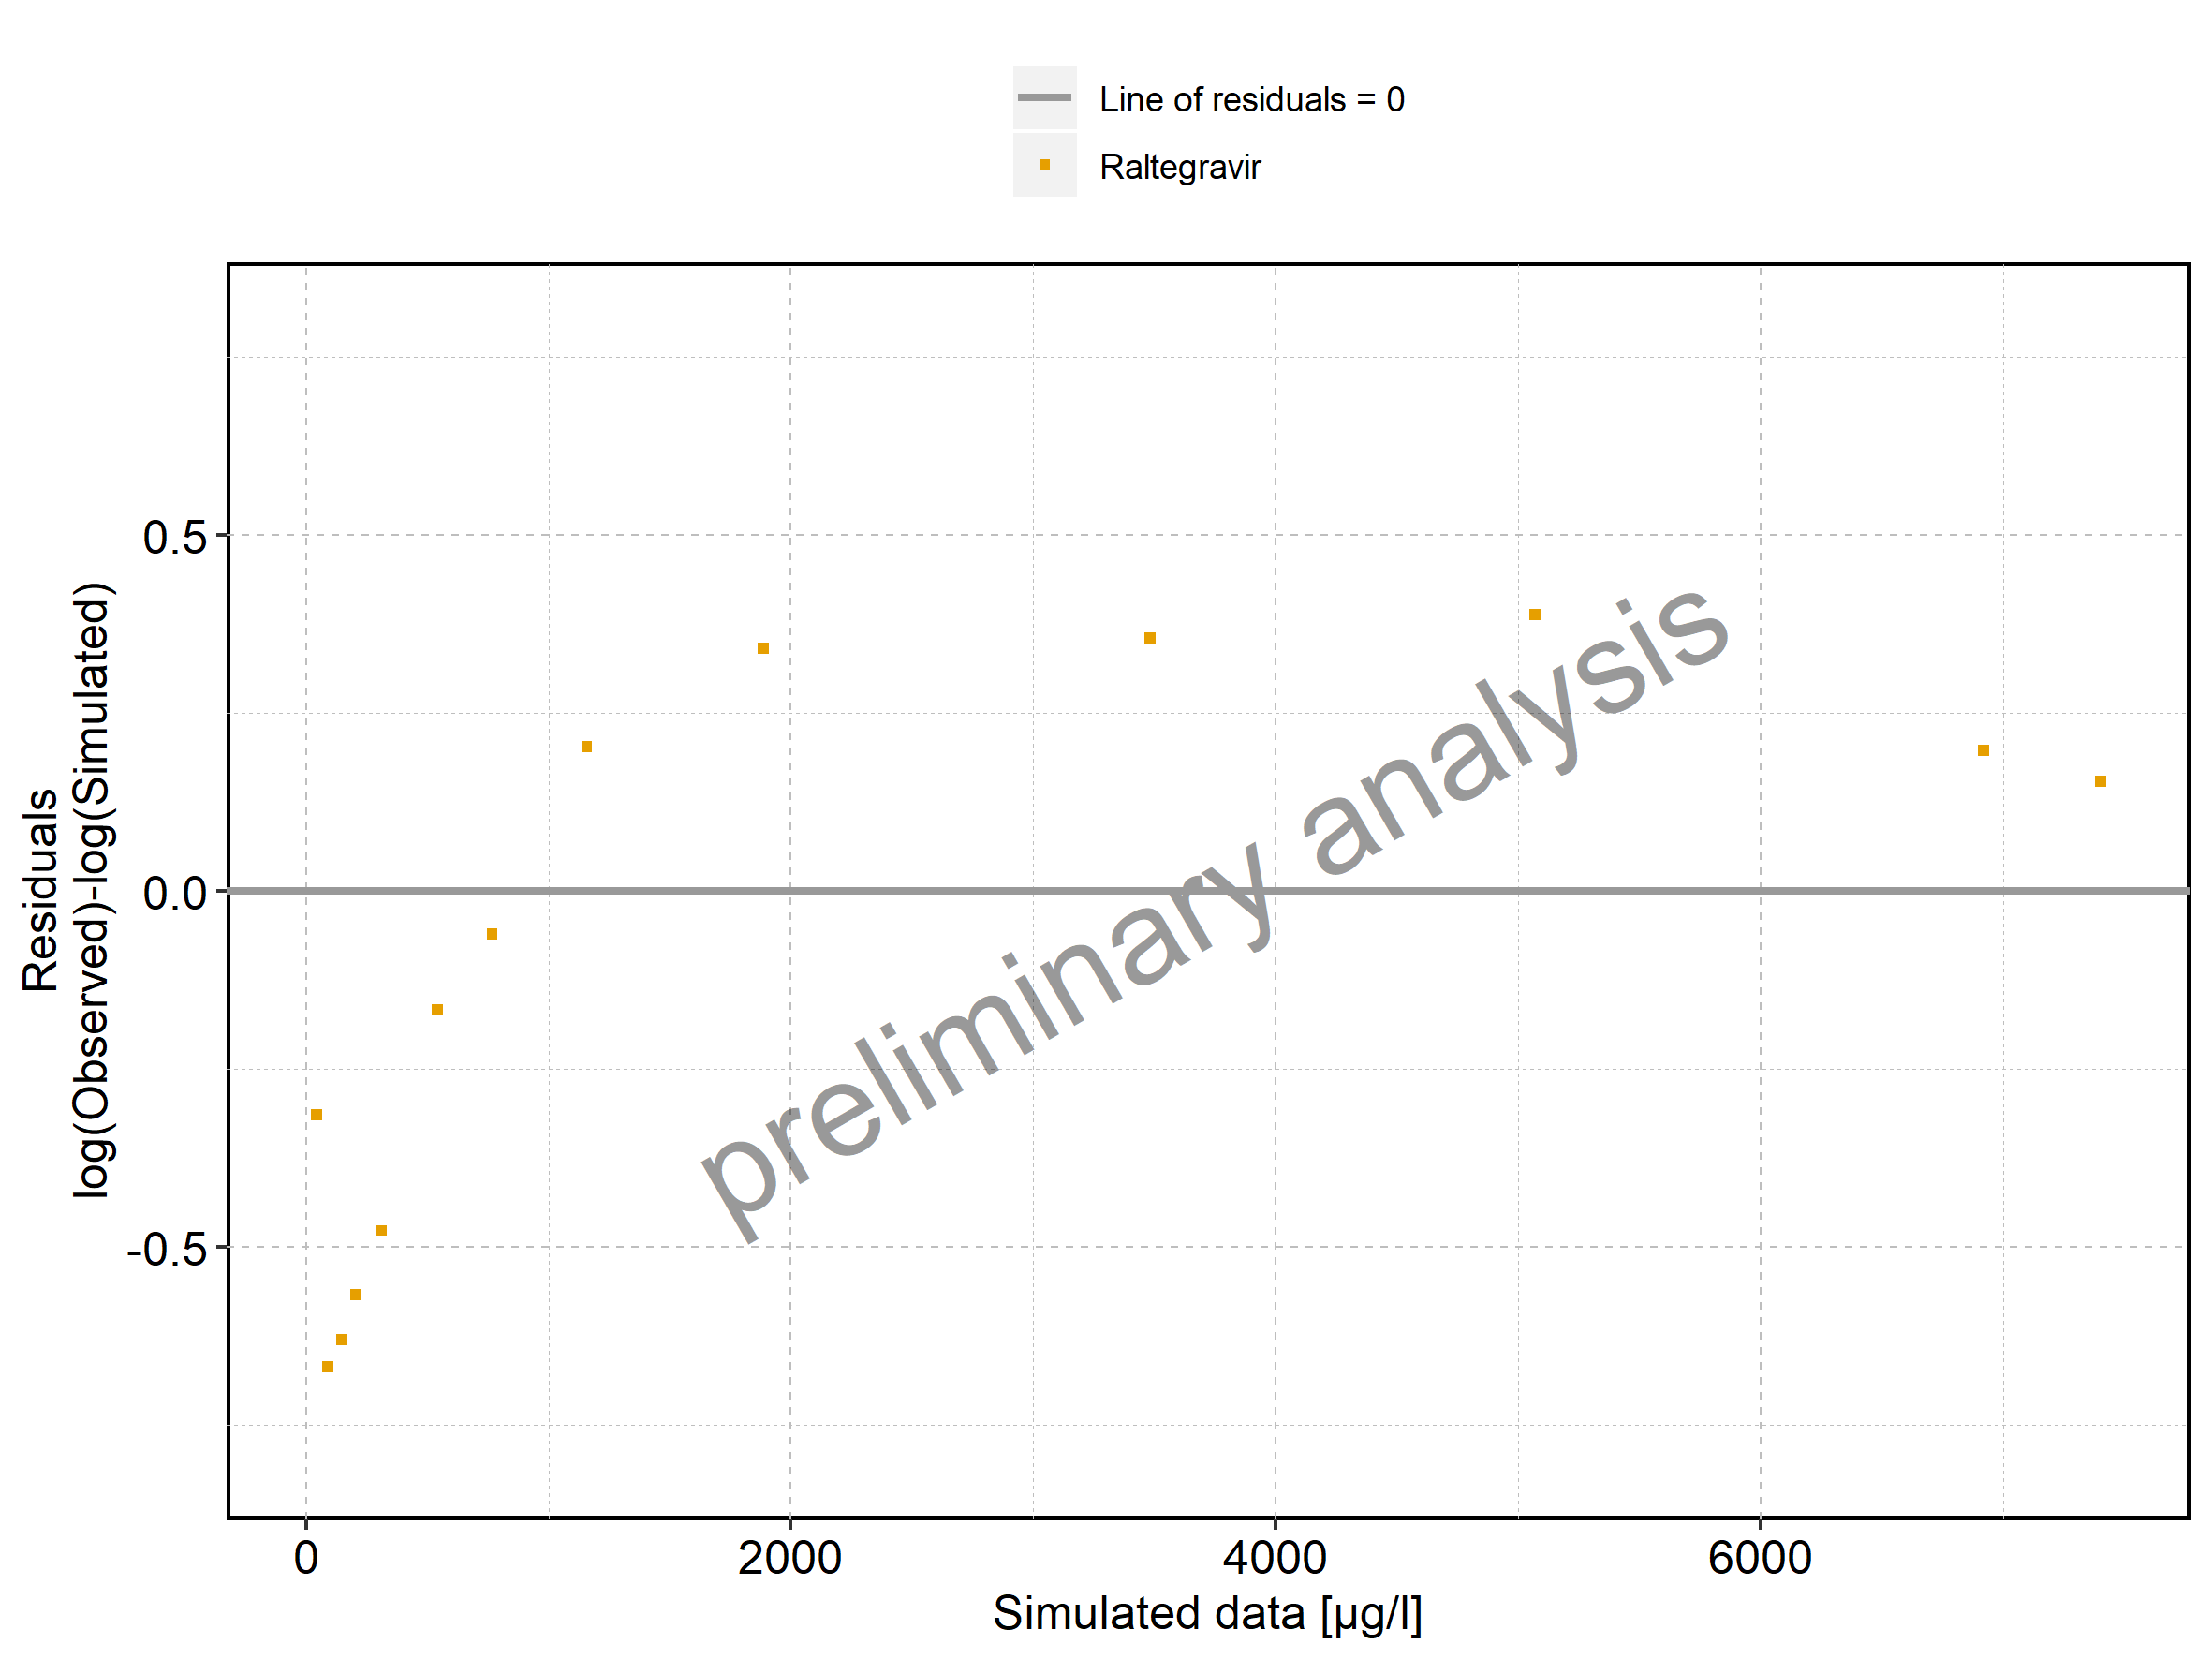 Line of residuals = 0
Raltegravir
Residuals
log(Observed)-log(Simulated)
0.5
0.0
-0.5
preliminary analysis
0 2000 4000 6000
Simulated data [µg/l]